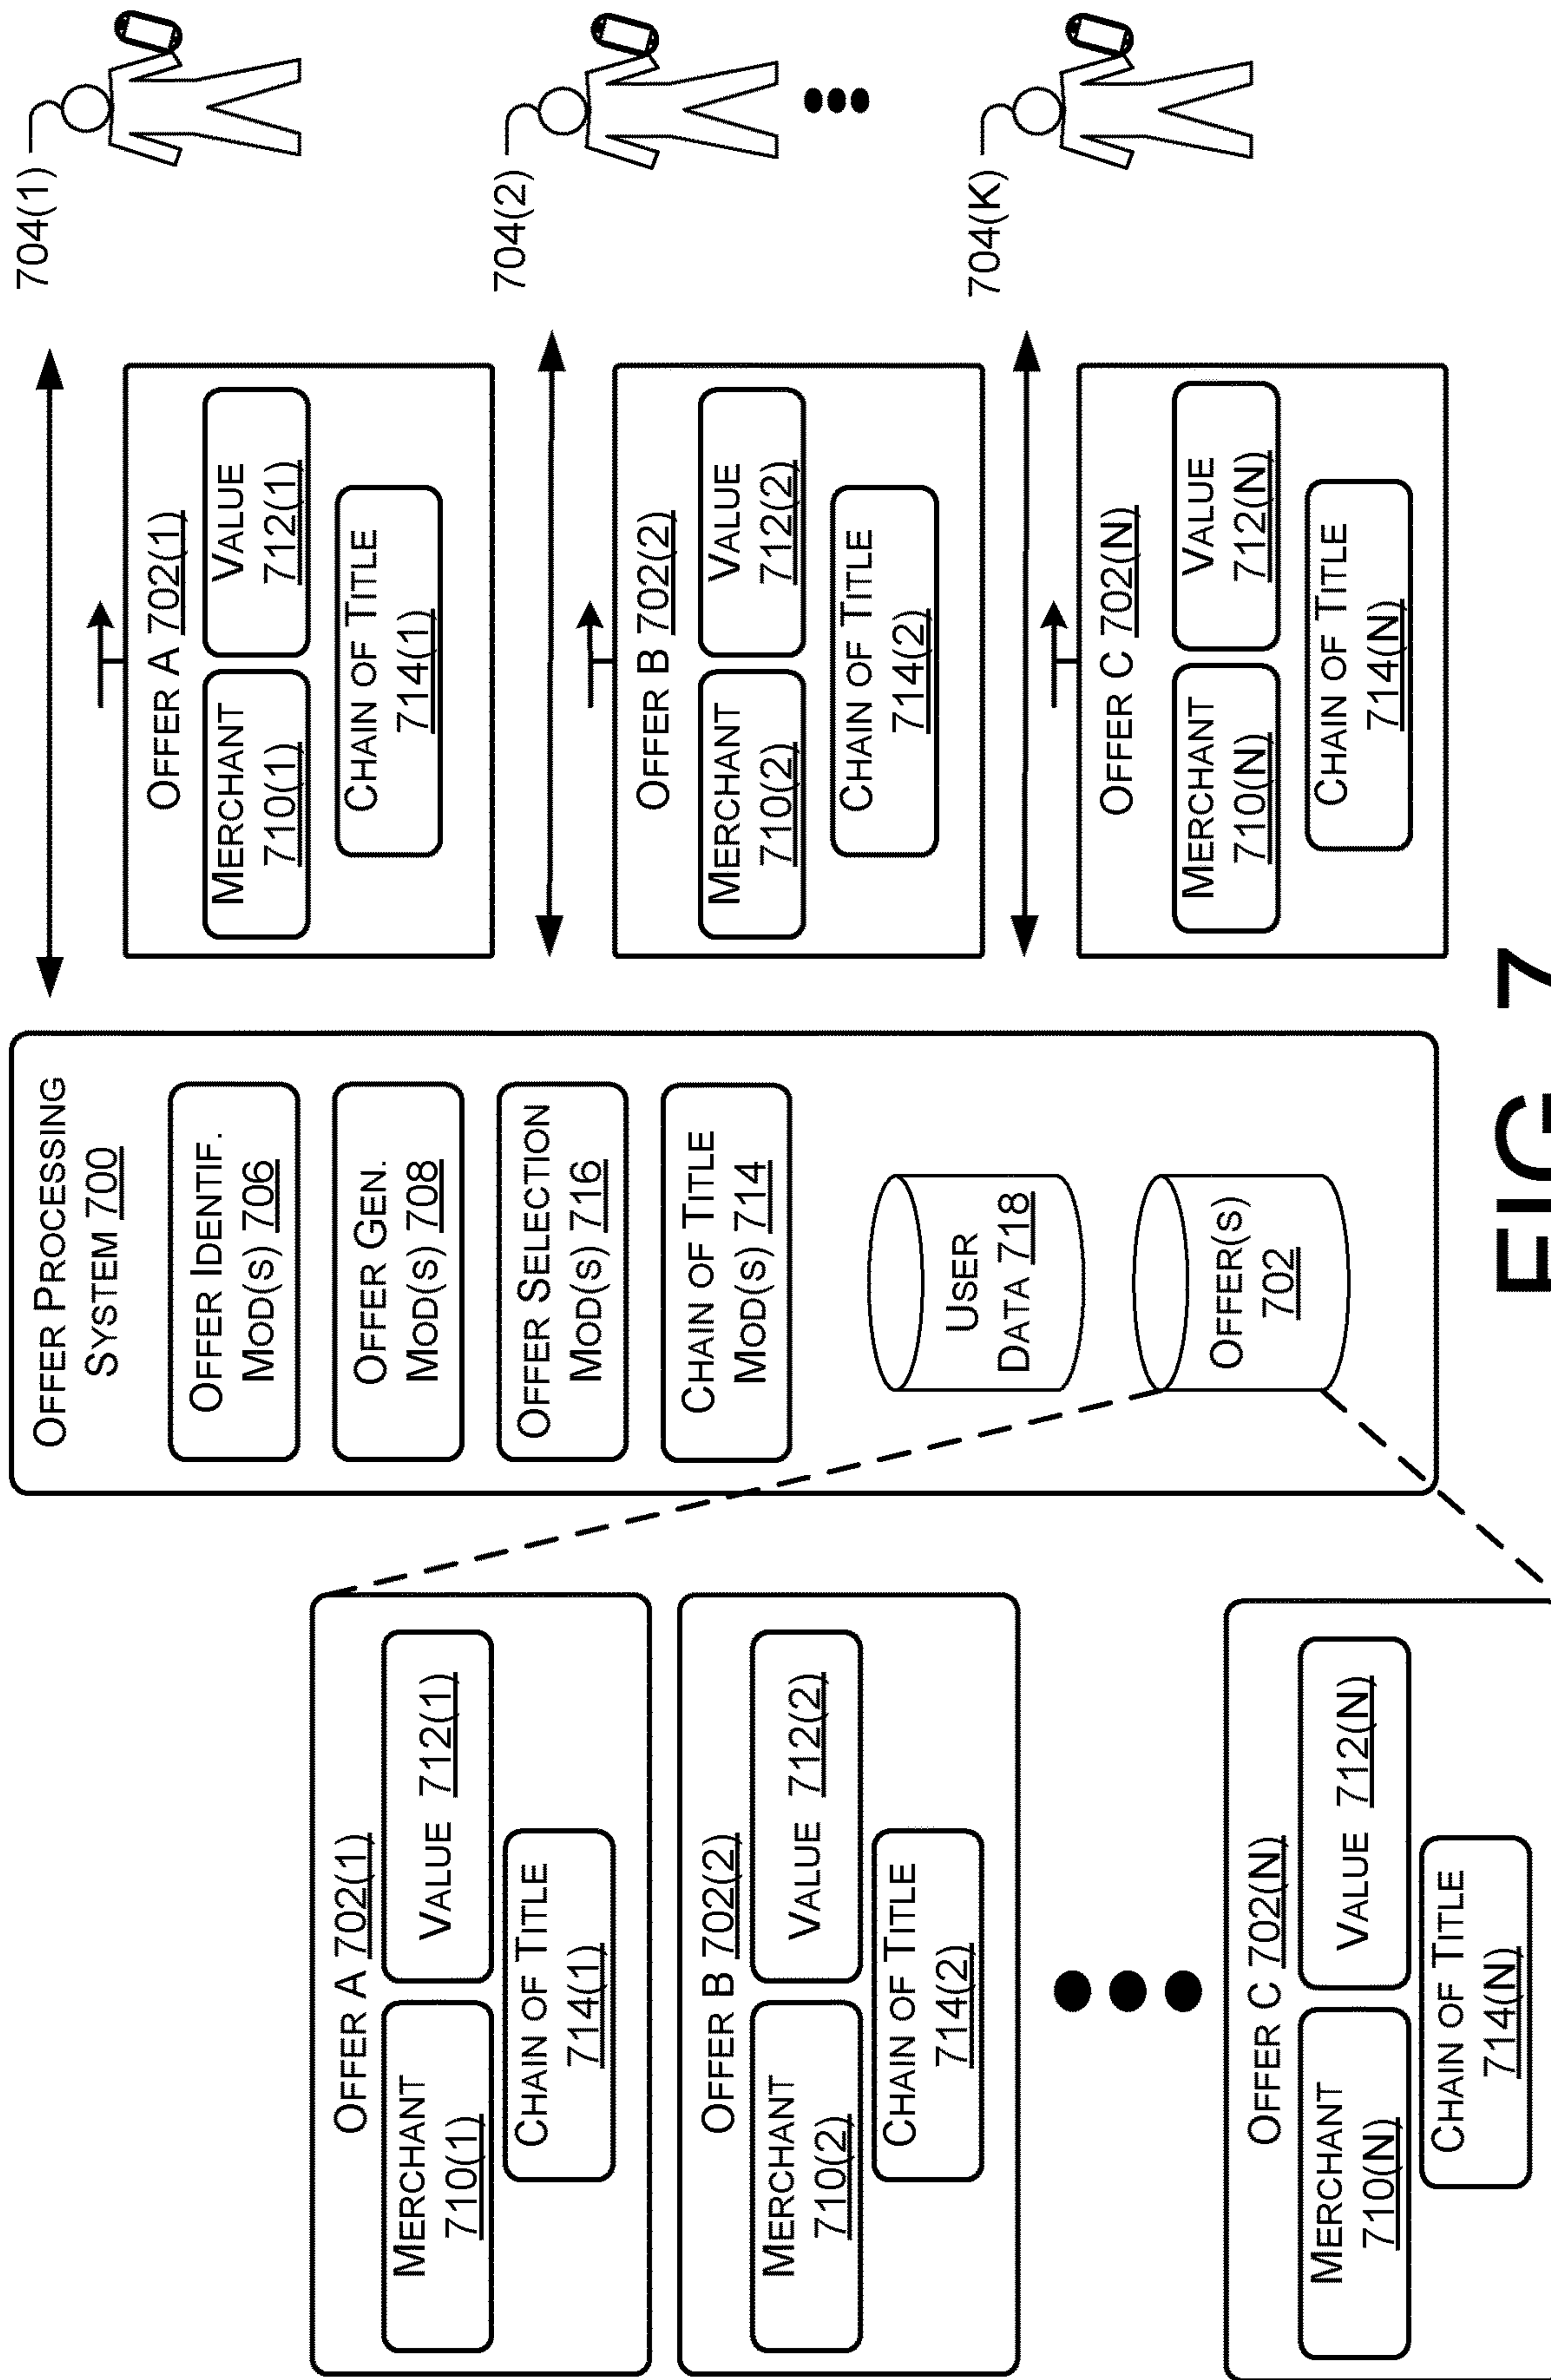 OFFER A 702(1)
MERCHANT
710(1)
VALUE 712(1)
CHAIN OF TITLE
714(1)
OFFER B 702(2)
MERCHANT
710(2)
VALUE 712(2)
CHAIN OF TITLE
714(2)
OFFER C 702(N)
MERCHANT
710(N)
VALUE 712(N)
CHAIN OF TITLE
714(N)
OFFER PROCESSING
SYSTEM 700
OFFER IDENTIF.
MOD(S) 706
OFFER GEN.
MOD(S) 708
OFFER SELECTION
MOD(S) 716
CHAIN OF TITLE
MOD(S) 714
USER
DATA 718
OFFER(S)
702
OFFER A 702(1)
MERCHANT
710(1)
VALUE
712(1)
CHAIN OF TITLE
714(1)
OFFER B 702(2)
MERCHANT
710(2)
VALUE
712(2)
CHAIN OF TITLE
714(2)
OFFER C 702(N)
MERCHANT
710(N)
VALUE
712(N)
CHAIN OF TITLE
714(N)
704(1)
704(2)
704(K)
FIG. 7